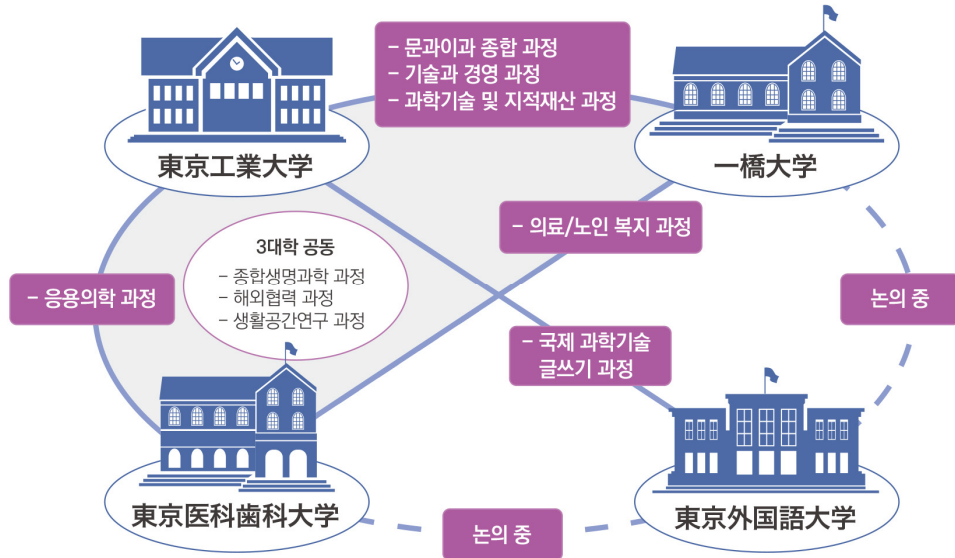 - 문과이과 종합 과정
- 기술과 경영 과정
- 과학기술 및 지적재산 과정
東京工業大学
一橋大学
- 의료/노인 복지 과정
3대학 공동
- 종합생명과학 과정
- 해외협력 과정
- 생활공간연구 과정
- 응용의학 과정
논의 중
- 국제 과학기술
글쓰기 과정
東京医科歯科大学
東京外国語大学
논의 중